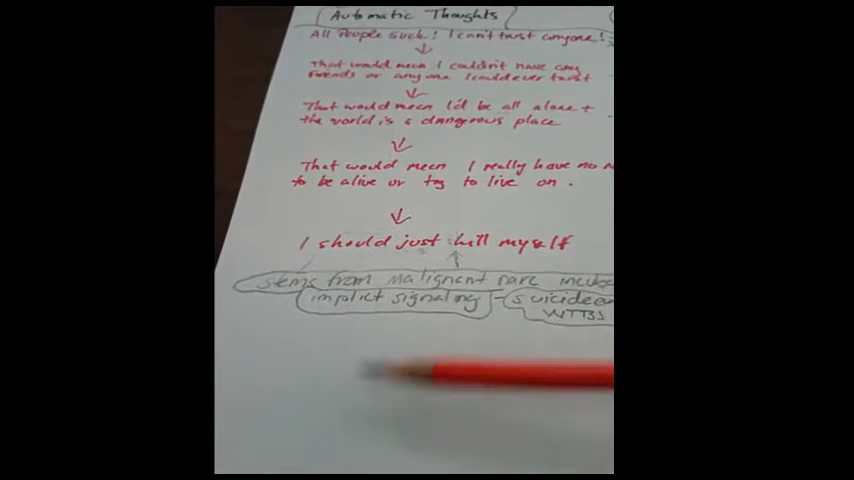 Automatic Thoughts
All People suck! I can't trust anyone!
That would mean I couldn't have any
friends or anyone I could ever trust
That would mean I'd be all alone +
the world is a dangerous place
That would mean I really have no
to be alive or try to live on.
I should just kill myself
stems from malignant
implicit signaling -